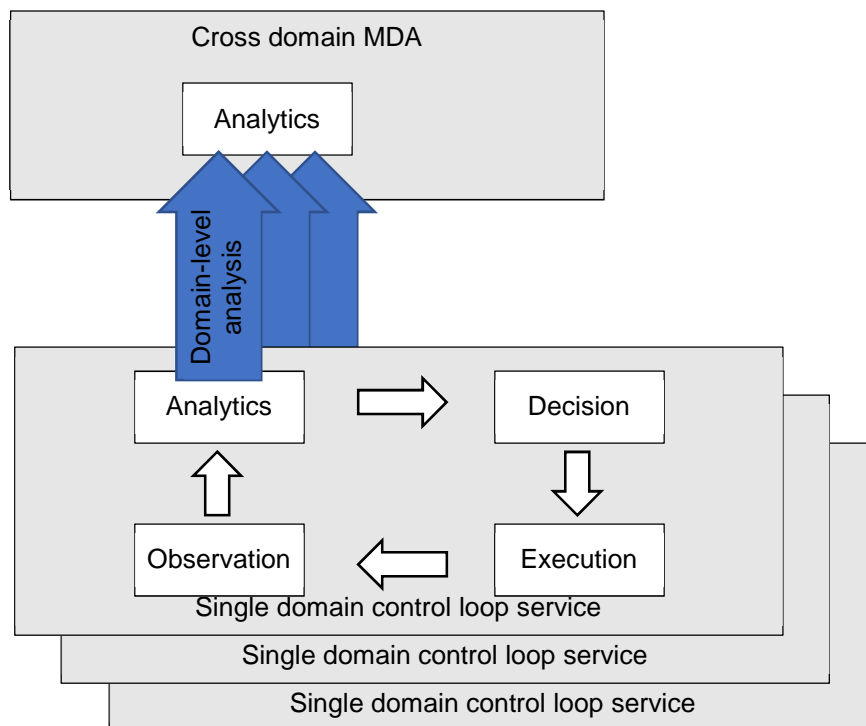 Cross domain MDA
Analytics
Domain-level
analysis
Analytics
Decision
Observation
Execution
Single domain control loop service
Single domain control loop service
Single domain control loop service